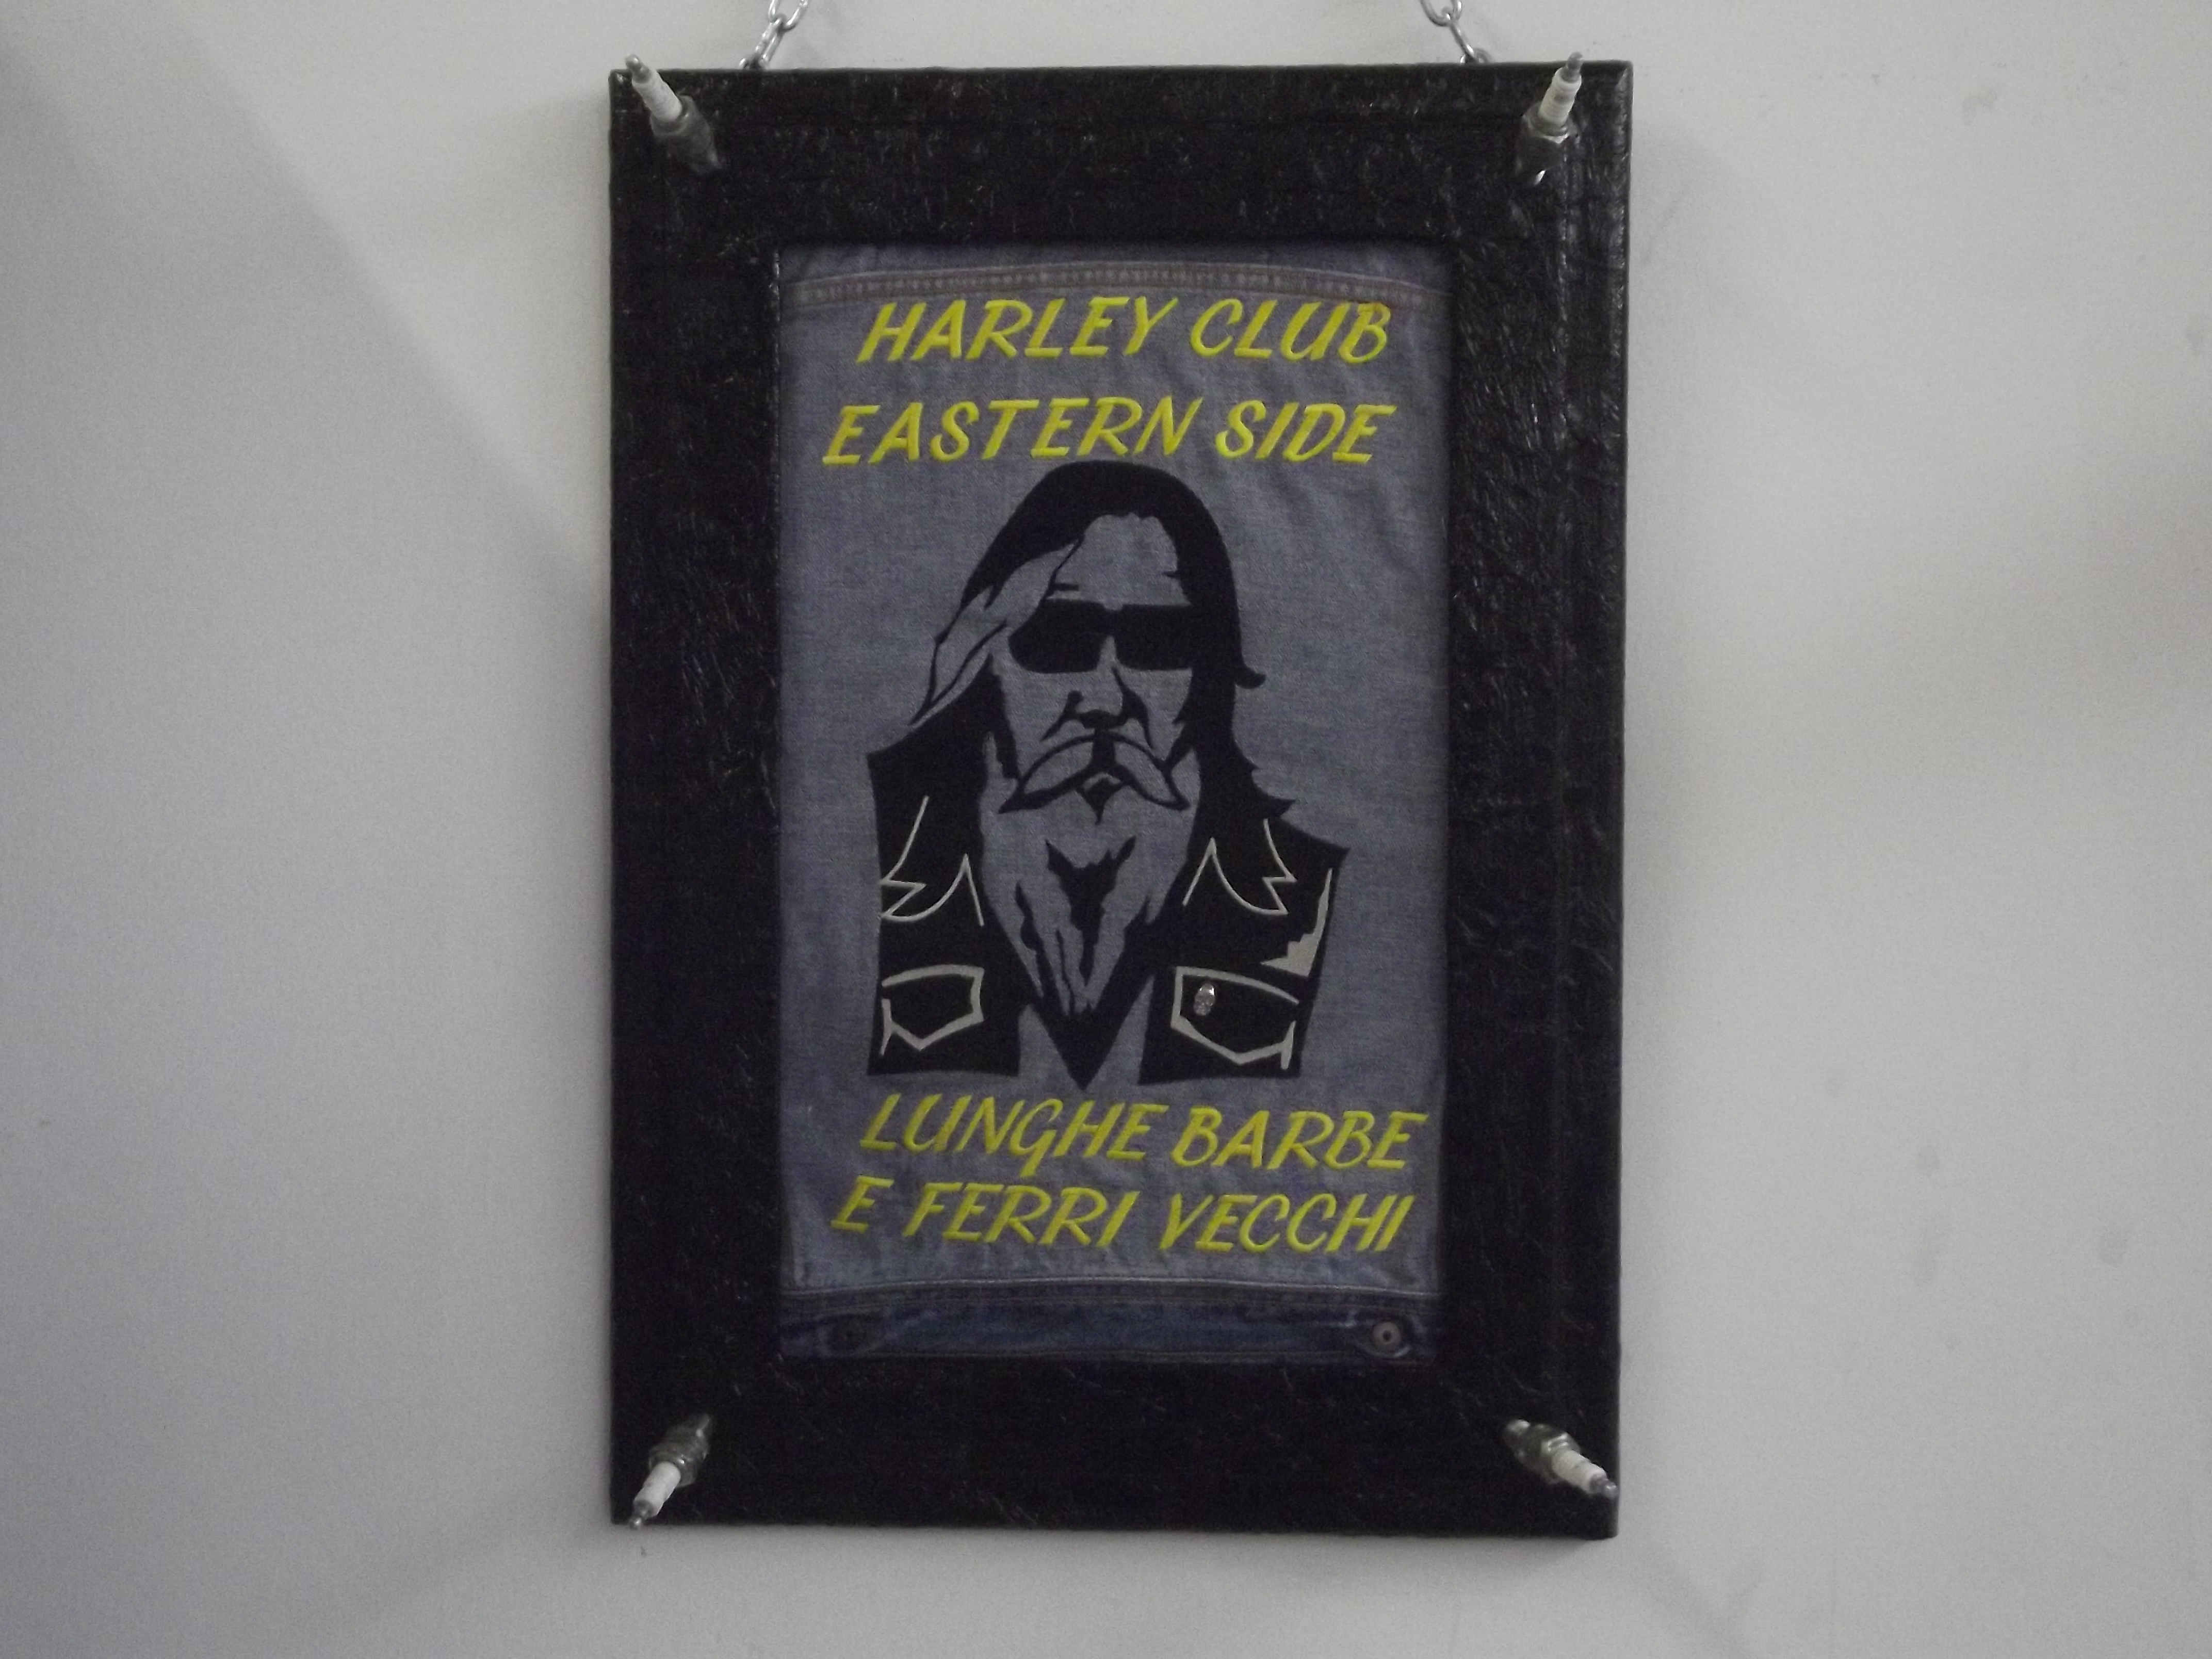 HARLEY CLUB
EASTERN SIDE
LUNGHE BARBE
E FERRI VECCHI